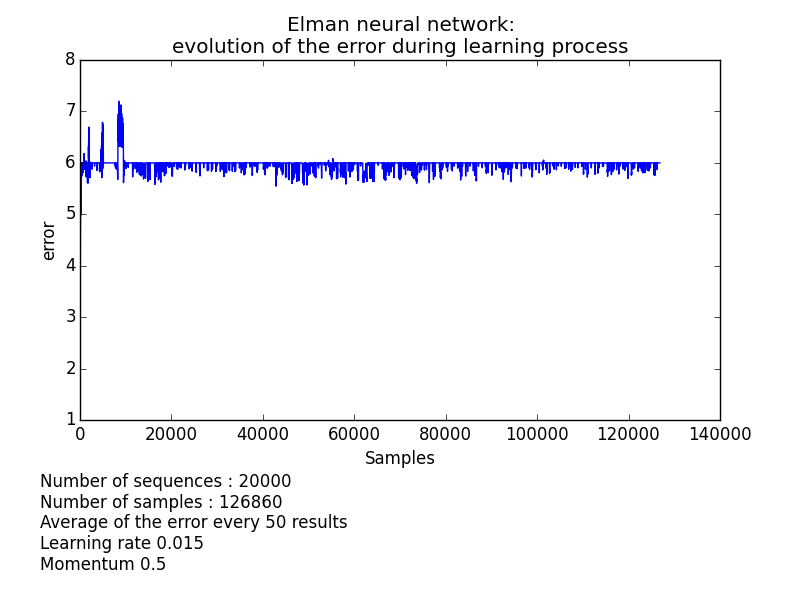 Elman neural network:
evolution of the error during learning process
8
7
6
5
4
3
2
1
error
0 20000 40000 60000 80000 100000 120000 140000
Samples
Number of sequences : 20000
Number of samples : 126860
Average of the error every 50 results
Learning rate 0.015
Momentum 0.5